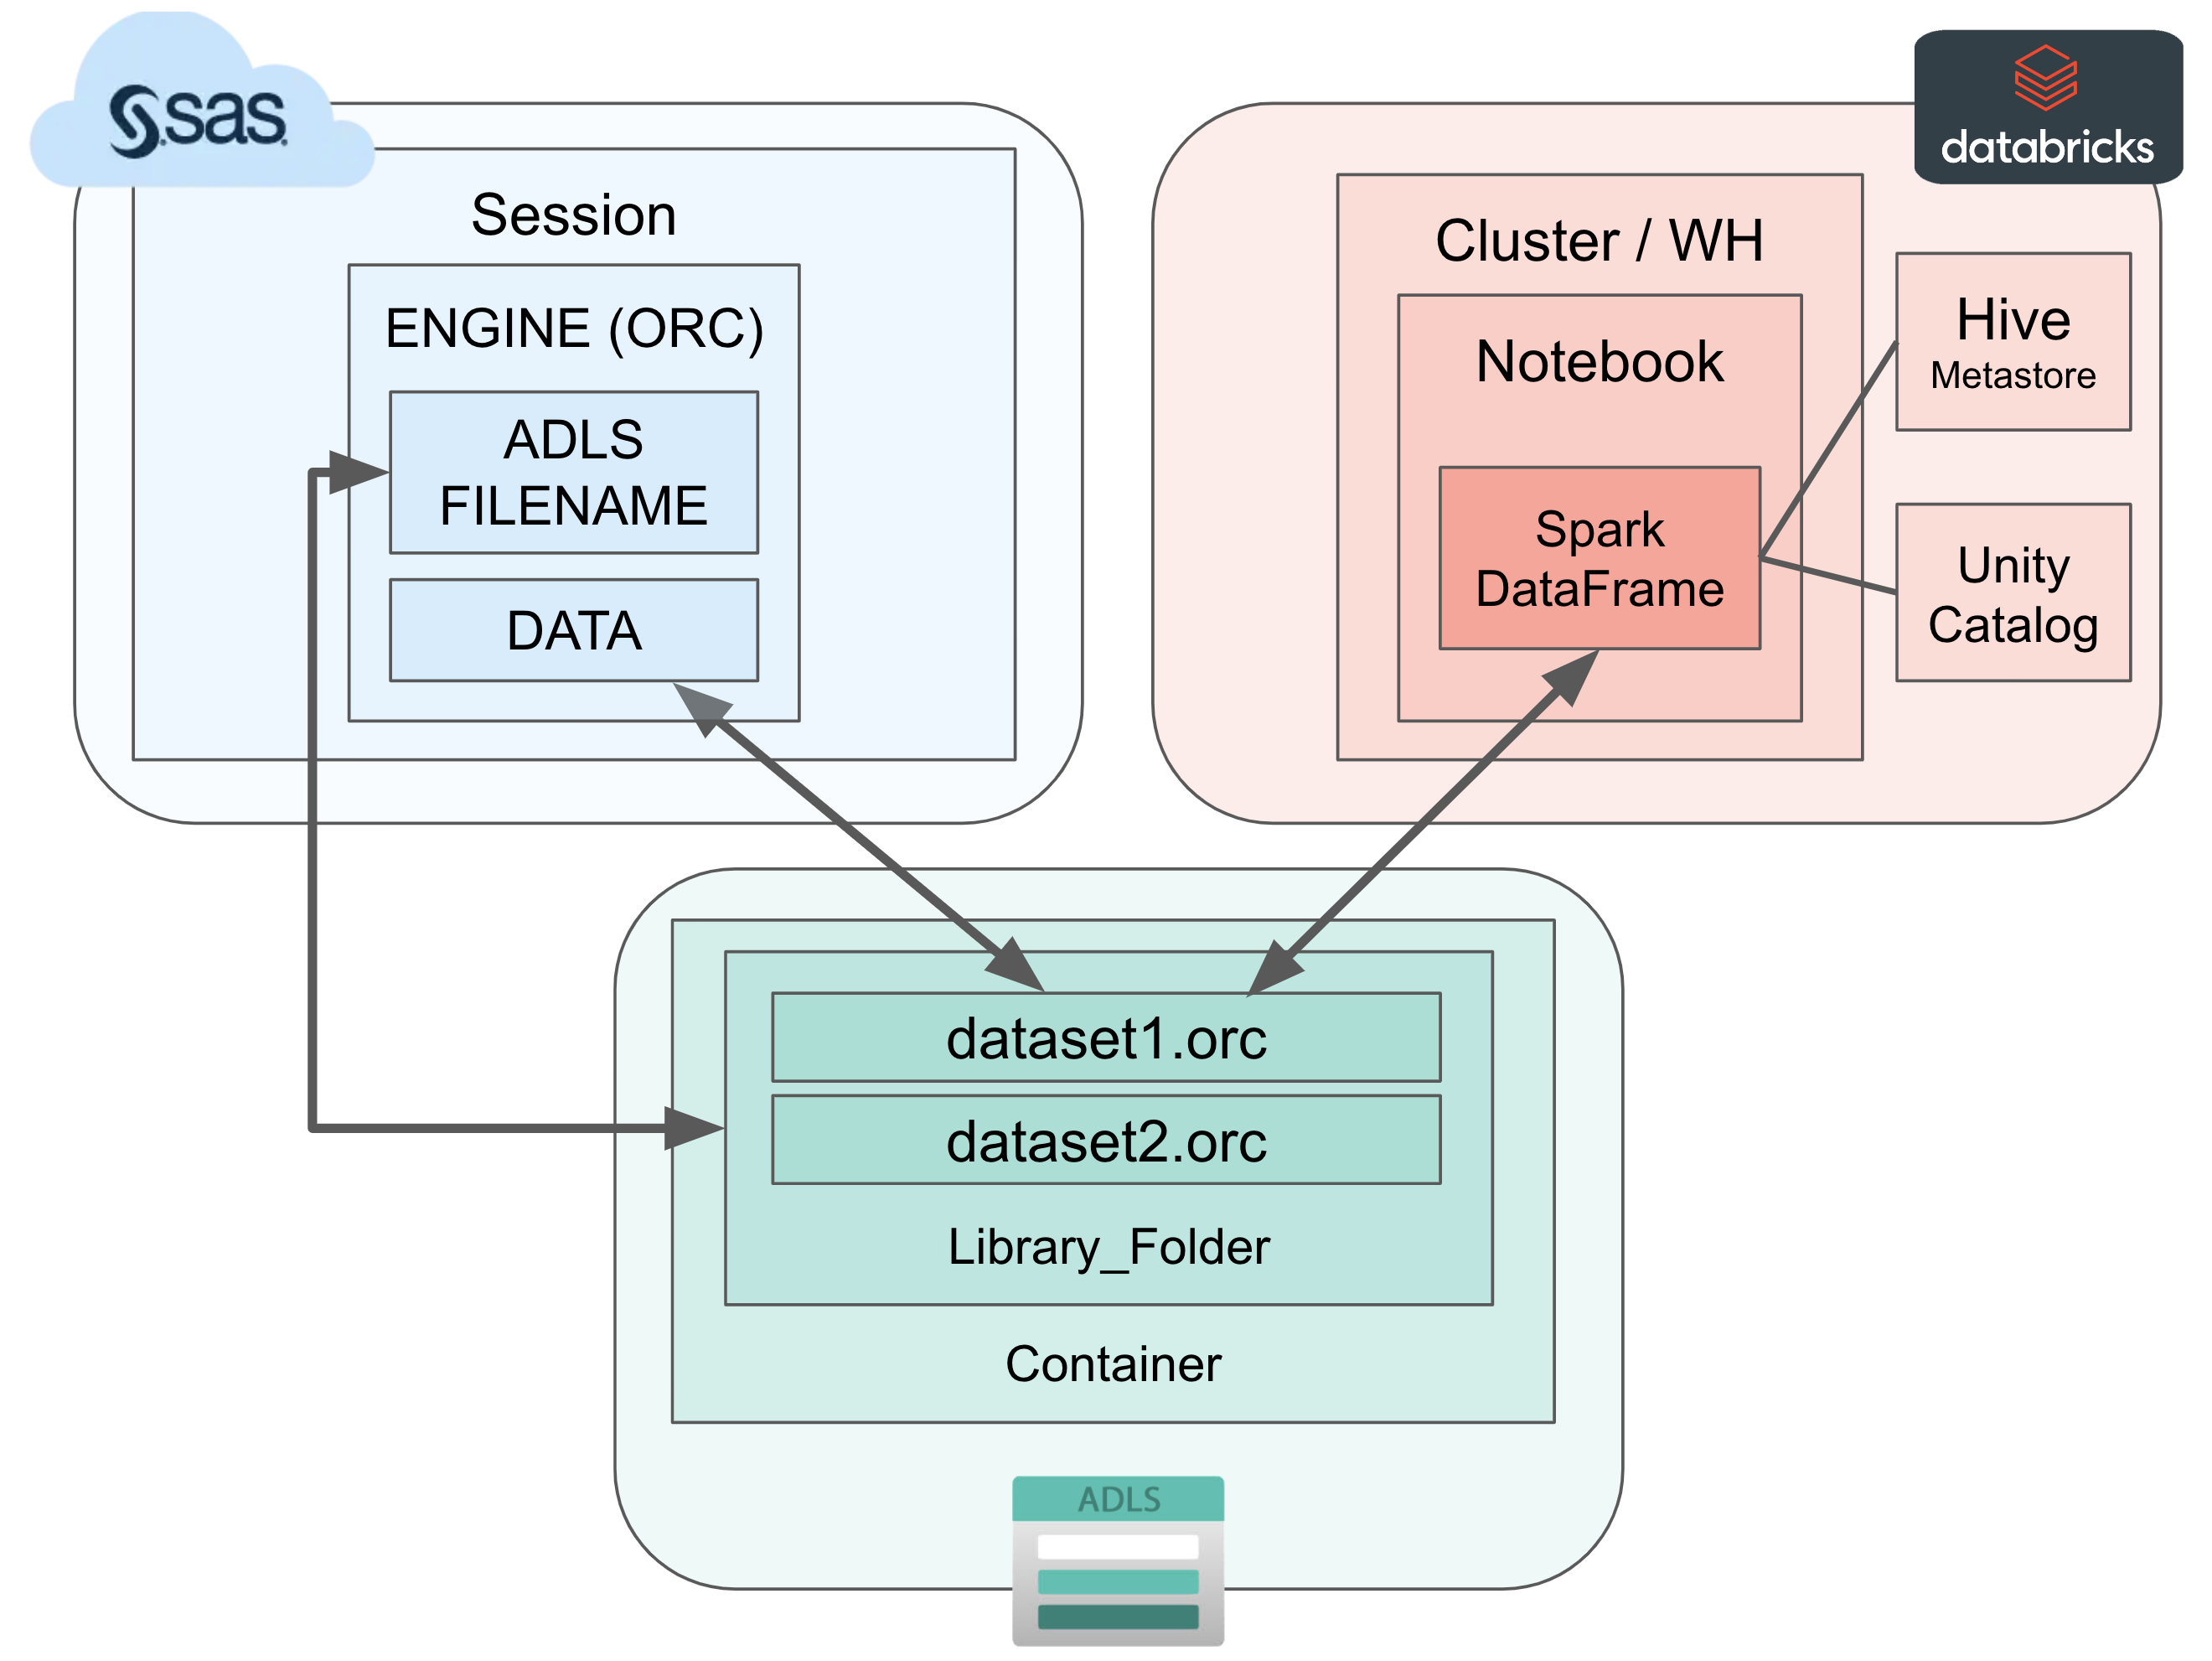 sas
Session
ENGINE (ORC)
ADLS
FILENAME
DATA
databricks
Cluster / WH
Notebook
Spark
DataFrame
Hive
Metastore
Unity
Catalog
dataset1.orc
dataset2.orc
Library_Folder
Container
ADLS